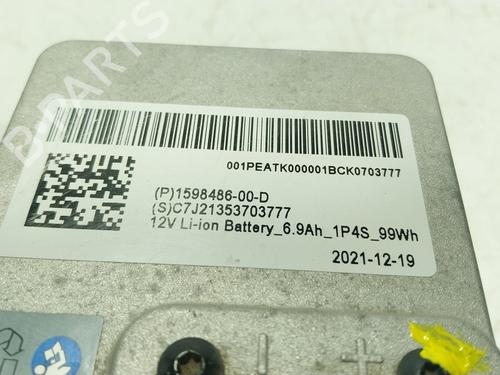 B-PARTS
001PEATK000001BCK0703777
(P)1598486-00-D
(S)C7J21353703777
12V Li-ion Battery_6.9Ah_1P4S_99Wh
2021-12-19